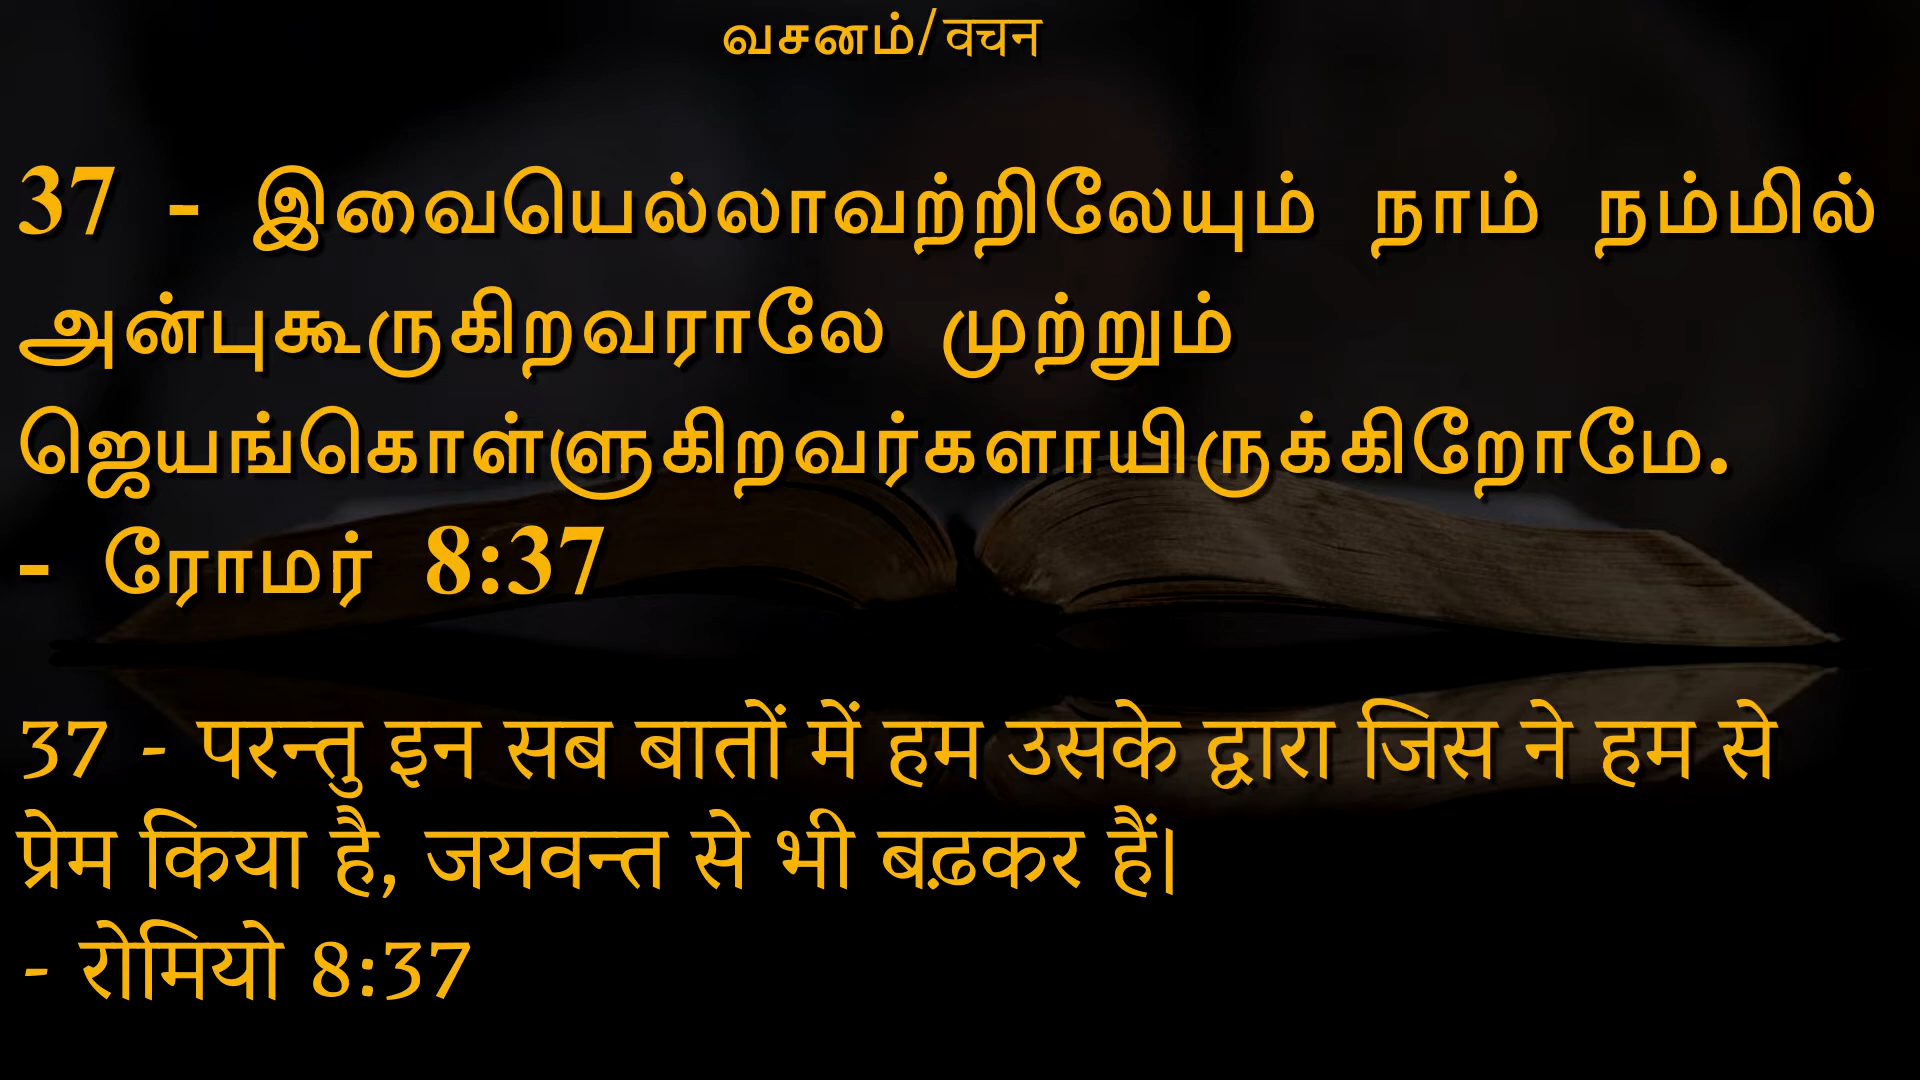 வசனம்/वचन
37 - இவையெல்லாவற்றிலேயும் நாம் நம்மில்
அன்புகூருகிறவராலே முற்றும்
ஜெயங்கொள்ளுகிறவர்களாயிருக்கிறோமே.
- ரோமர் 8:37
37 - परन्तु इन सब बातों में हम उसके द्वारा जिस ने हम से
प्रेम किया है, जयवन्त से भी बढ़कर हैं।
- रोमियो 8:37